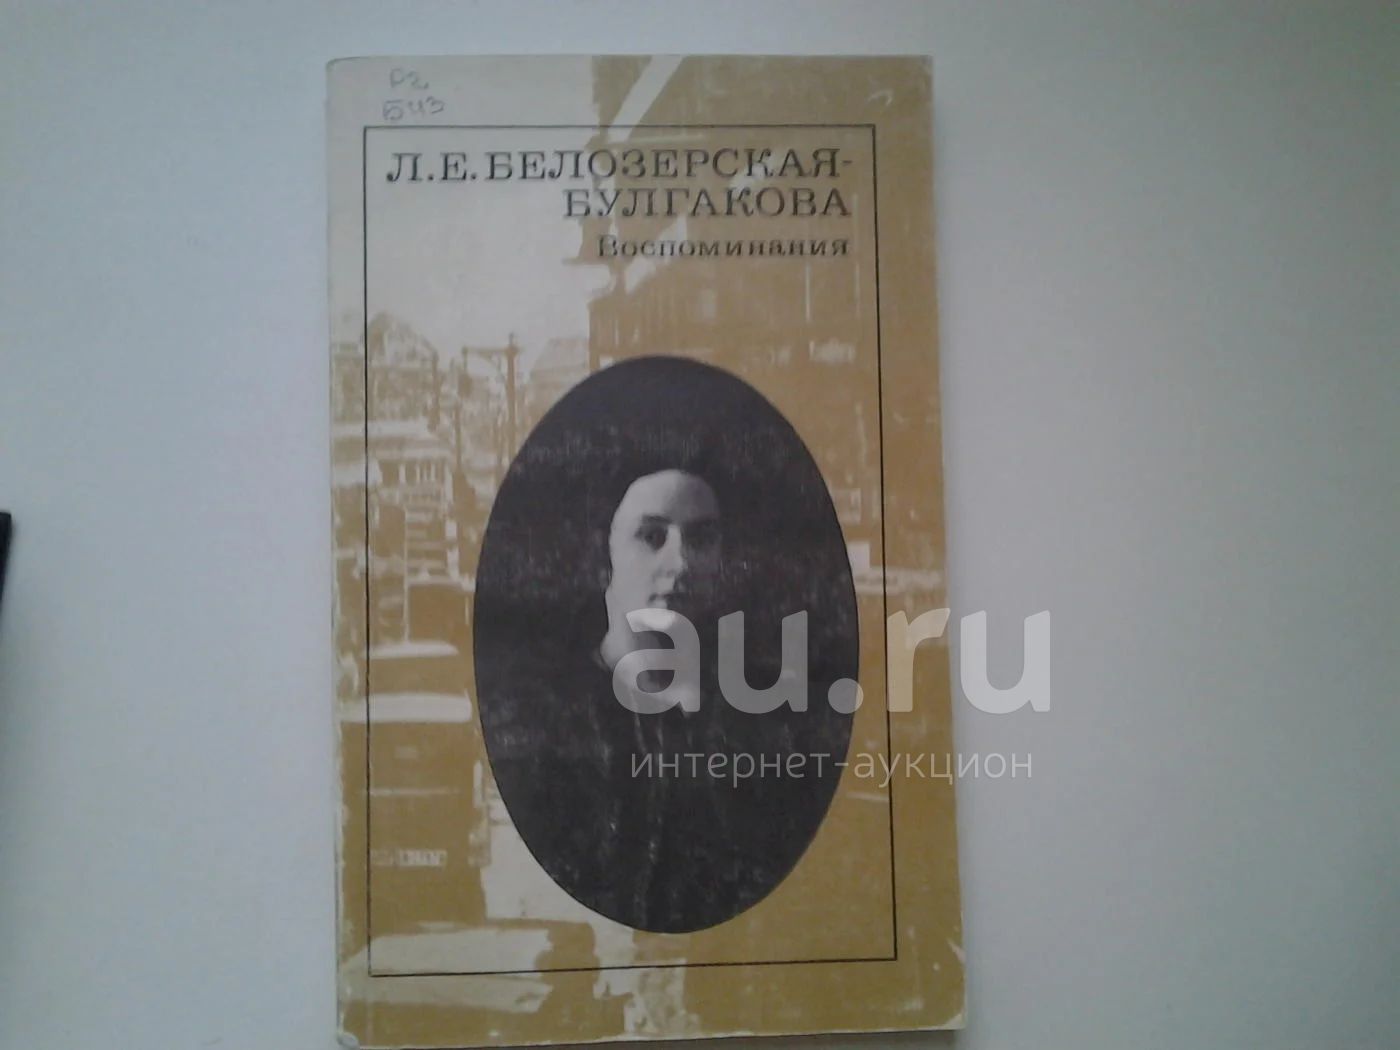 Л.Е.БЕЛОЗЕРСКАЯ-
БУЛГАКОВА
Воспоминания
au.ru
интернет-аукцион